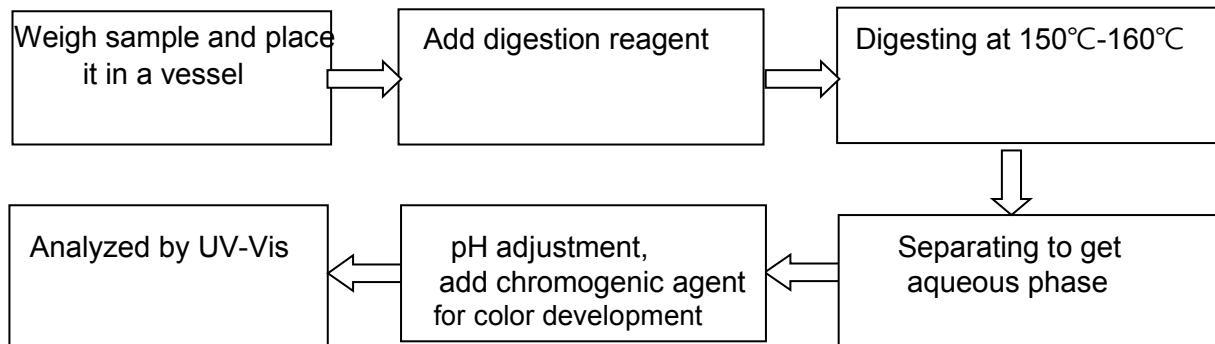 Weigh sample and place
it in a vessel
Add digestion reagent
Digesting at 150℃-160℃
Separating to get
aqueous phase
pH adjustment,
add chromogenic agent
for color development
Analyzed by UV-Vis